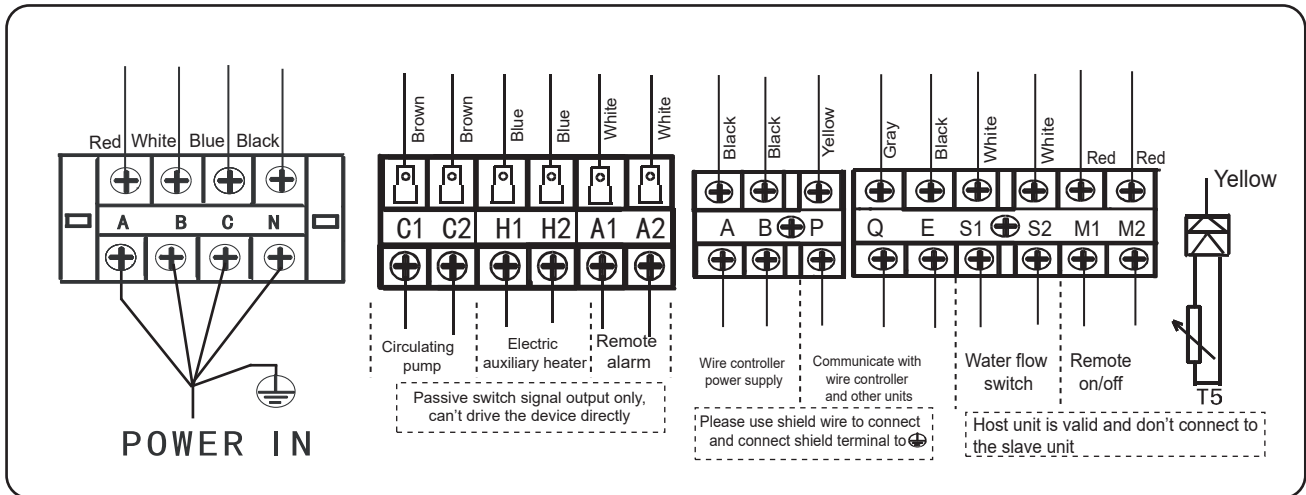 Red White Blue Black
A B C N
POWER IN
Brown Brown Blue Blue White White
C1 C2 H1 H2 A1 A2
Circulating
pump
Electric
auxiliary heater
Remote
alarm
Passive switch signal output only,
can't drive the device directly
Black Black Yellow
A B P
Gray Black White White Red Red
Q E S1 S2 M1 M2
Wire controller
power supply
Communicate with
wire controller
and other units
Please use shield wire to connect
and connect shield terminal to
Water flow
switch
Remote
on/off
Host unit is valid and don't connect to
the slave unit
Yellow
T5